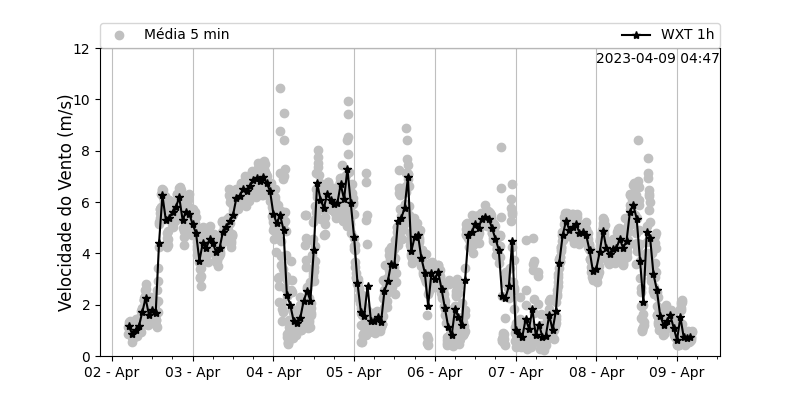 Média 5 min
WXT 1h
2023-04-09 04:47
Velocidade do Vento (m/s)
12
10
8
6
4
2
0
02 - Apr 03 - Apr 04 - Apr 05 - Apr 06 - Apr 07 - Apr 08 - Apr 09 - Apr